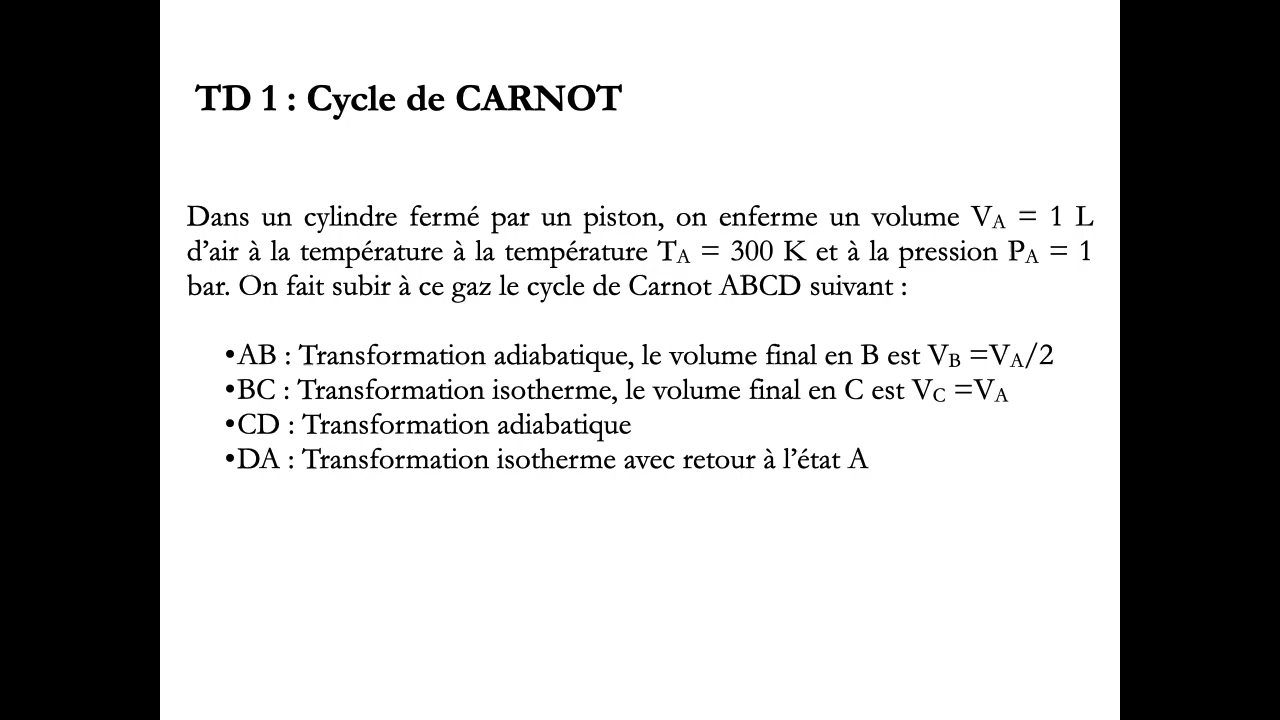 TD 1 : Cycle de CARNOT
Dans un cylindre fermé par un piston, on enferme un volume VA = 1 L
d’air à la température à la température TA = 300 K et à la pression PA = 1
bar. On fait subir à ce gaz le cycle de Carnot ABCD suivant :
•AB : Transformation adiabatique, le volume final en B est VB =VA/2
•BC : Transformation isotherme, le volume final en C est VC =VA
•CD : Transformation adiabatique
•DA : Transformation isotherme avec retour à l’état A